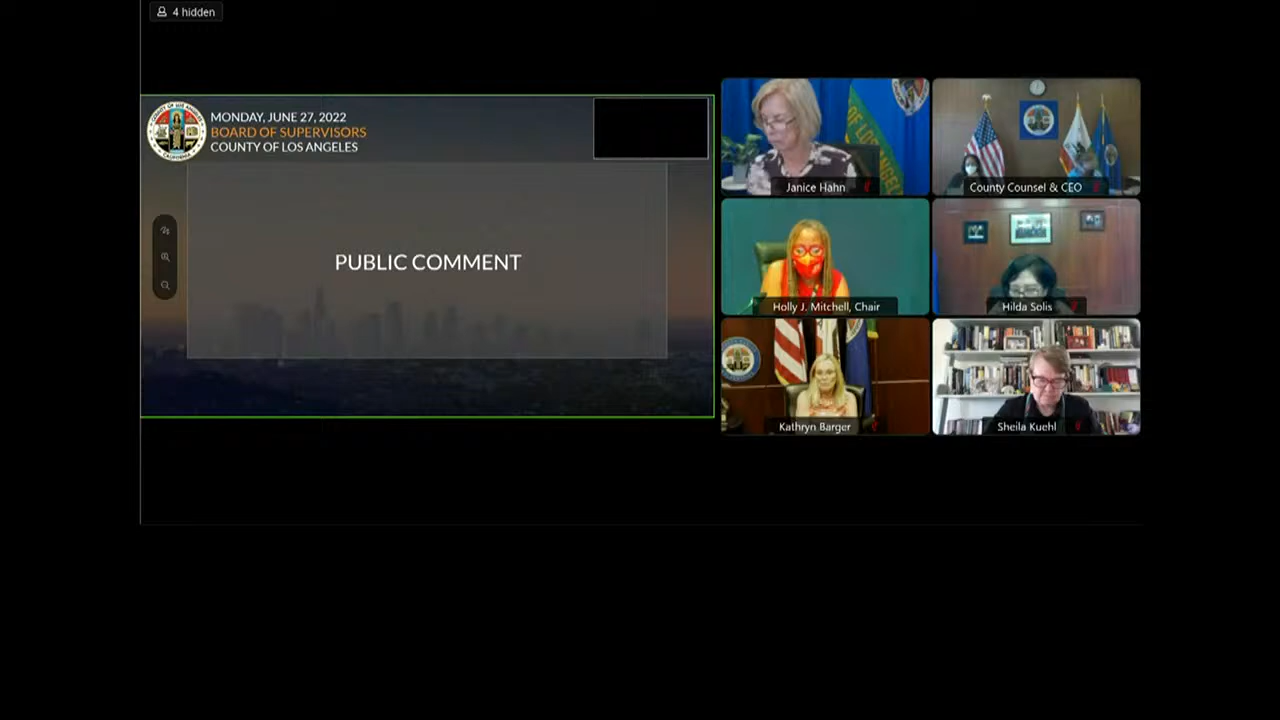 4 hidden
MONDAY, JUNE 27, 2022
BOARD OF SUPERVISORS
COUNTY OF LOS ANGELES
PUBLIC COMMENT
Janice Hahn
County Counsel & CEO
Holly J. Mitchell, Chair
Hilda Solis
Kathryn Barger
Sheila Kuehl